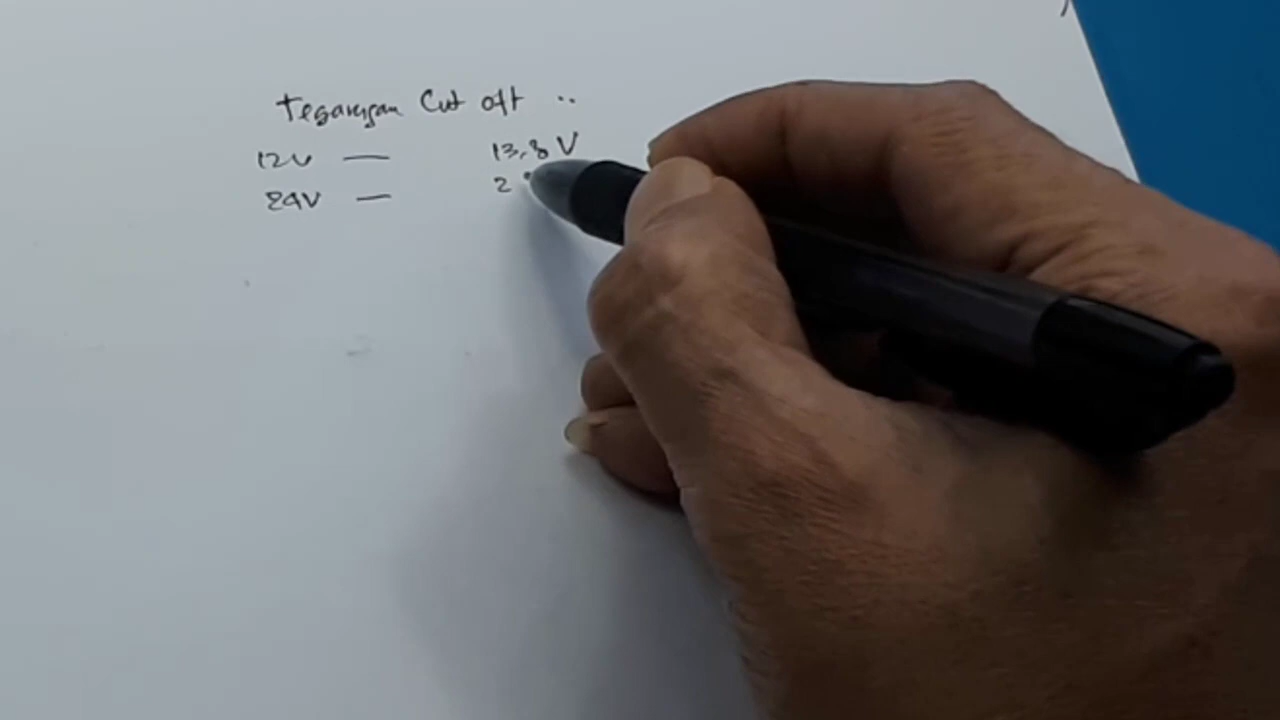 Tegangan Cut off ..
12V — 13,8 V
24V — 2